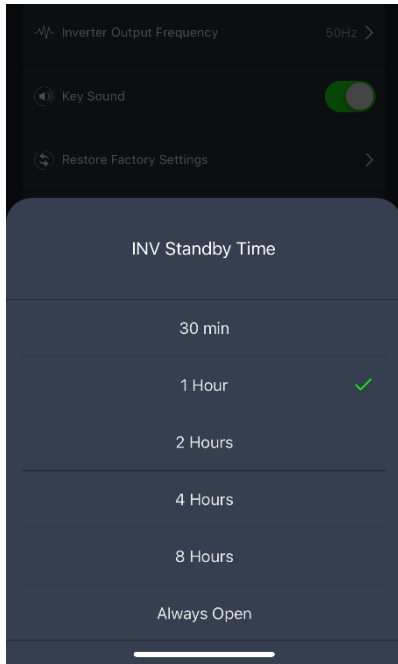 Inverter Output Frequency 50Hz
Key Sound
Restore Factory Settings
INV Standby Time
30 min
1 Hour
2 Hours
4 Hours
8 Hours
Always Open